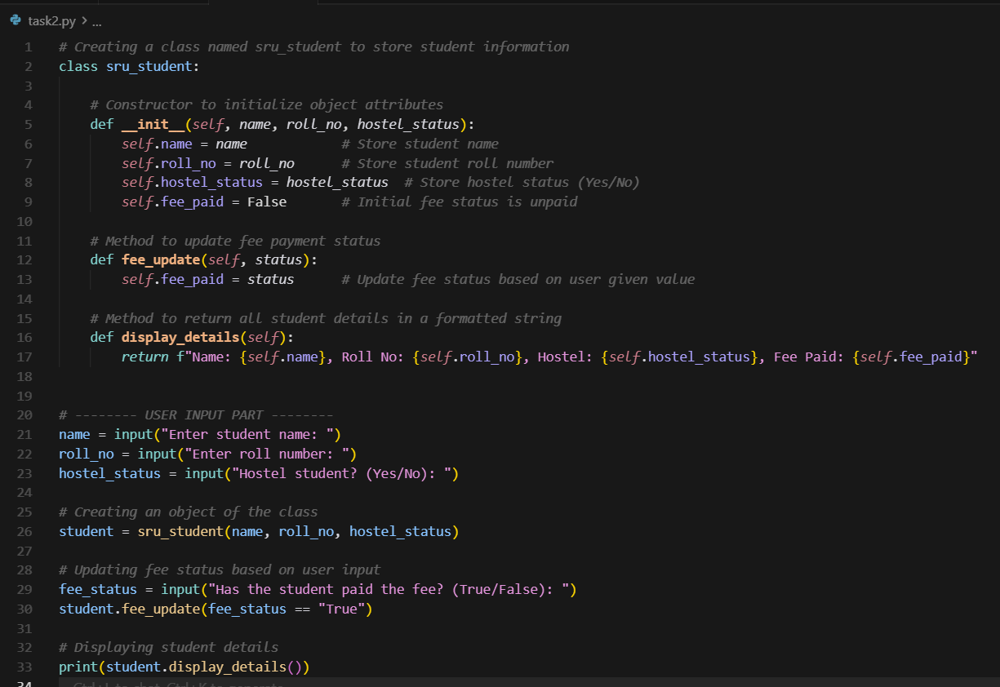 task2.py > ...
1 # Creating a class named sru_student to store student information
2 class sru_student:
3
4     # Constructor to initialize object attributes
5     def __init__(self, name, roll_no, hostel_status):
6         self.name = name            # Store student name
7         self.roll_no = roll_no      # Store student roll number
8         self.hostel_status = hostel_status  # Store hostel status (Yes/No)
9         self.fee_paid = False       # Initial fee status is unpaid
10
11     # Method to update fee payment status
12     def fee_update(self, status):
13         self.fee_paid = status      # Update fee status based on user given value
14
15     # Method to return all student details in a formatted string
16     def display_details(self):
17         return f"Name: {self.name}, Roll No: {self.roll_no}, Hostel: {self.hostel_status}, Fee Paid: {self.fee_paid}"
18
19
20 # -------- USER INPUT PART --------
21 name = input("Enter student name: ")
22 roll_no = input("Enter roll number: ")
23 hostel_status = input("Hostel student? (Yes/No): ")
24
25 # Creating an object of the class
26 student = sru_student(name, roll_no, hostel_status)
27
28 # Updating fee status based on user input
29 fee_status = input("Has the student paid the fee? (True/False): ")
30 student.fee_update(fee_status == "True")
31
32 # Displaying student details
33 print(student.display_details())
34